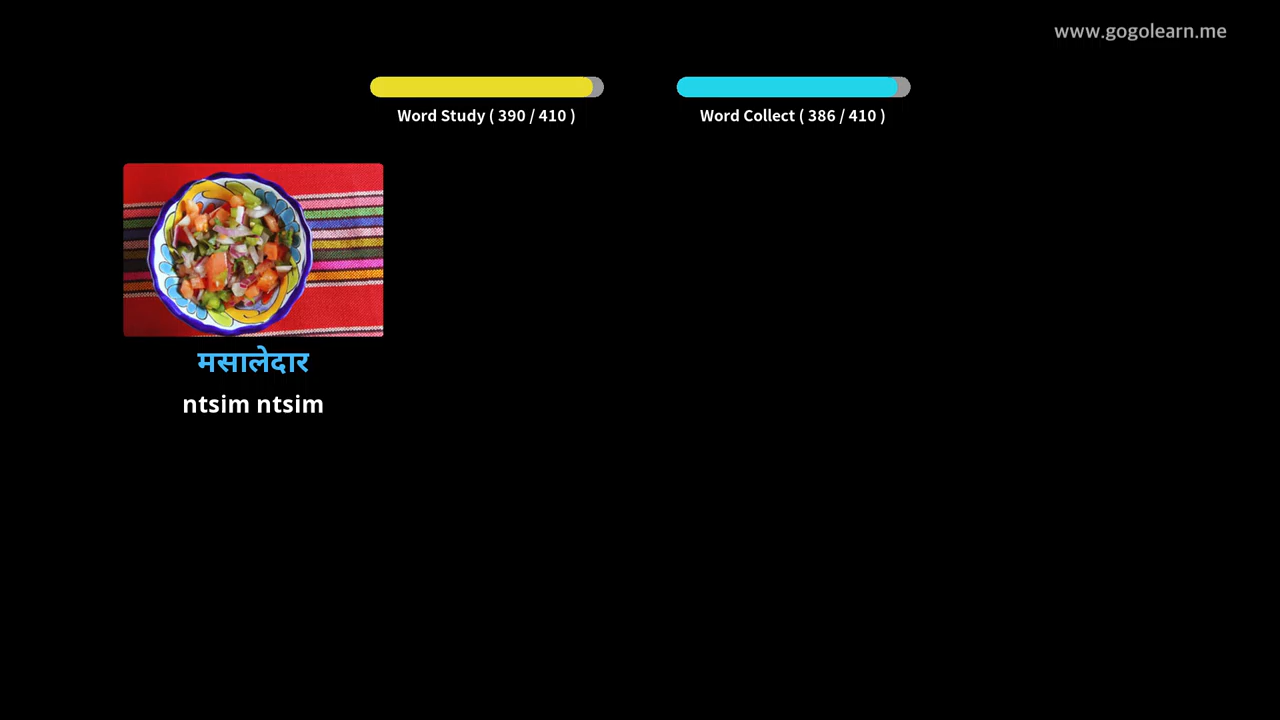 www.gogolearn.me
Word Study ( 390 / 410 )
Word Collect ( 386 / 410 )
मसालेदार
ntsim ntsim